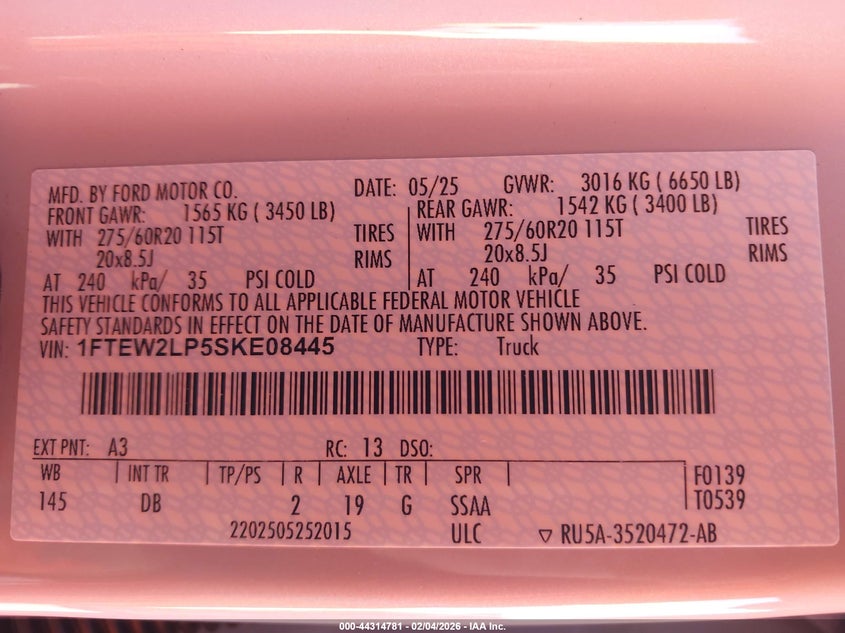 MFD. BY FORD MOTOR CO. DATE: 05/25 GVWR: 3016 KG ( 6650 LB)
FRONT GAWR: 1565 KG ( 3450 LB) REAR GAWR: 1542 KG ( 3400 LB)
WITH 275/60R20 115T TIRES WITH 275/60R20 115T TIRES
20x8.5J RIMS 20x8.5J RIMS
AT 240 kPa/ 35 PSI COLD AT 240 kPa/ 35 PSI COLD
THIS VEHICLE CONFORMS TO ALL APPLICABLE FEDERAL MOTOR VEHICLE
SAFETY STANDARDS IN EFFECT ON THE DATE OF MANUFACTURE SHOWN ABOVE.
VIN: 1FTEW2LP5SKE08445 TYPE: Truck
EXT PNT: A3 RC: 13 DSO:
WB INT TR TP/PS R AXLE TR SPR F0139
145 DB 2 19 G SSAA T0539
2202505252015 ULC ▽ RU5A-3520472-AB
000-44314781 - 02/04/2026 - IAA Inc.